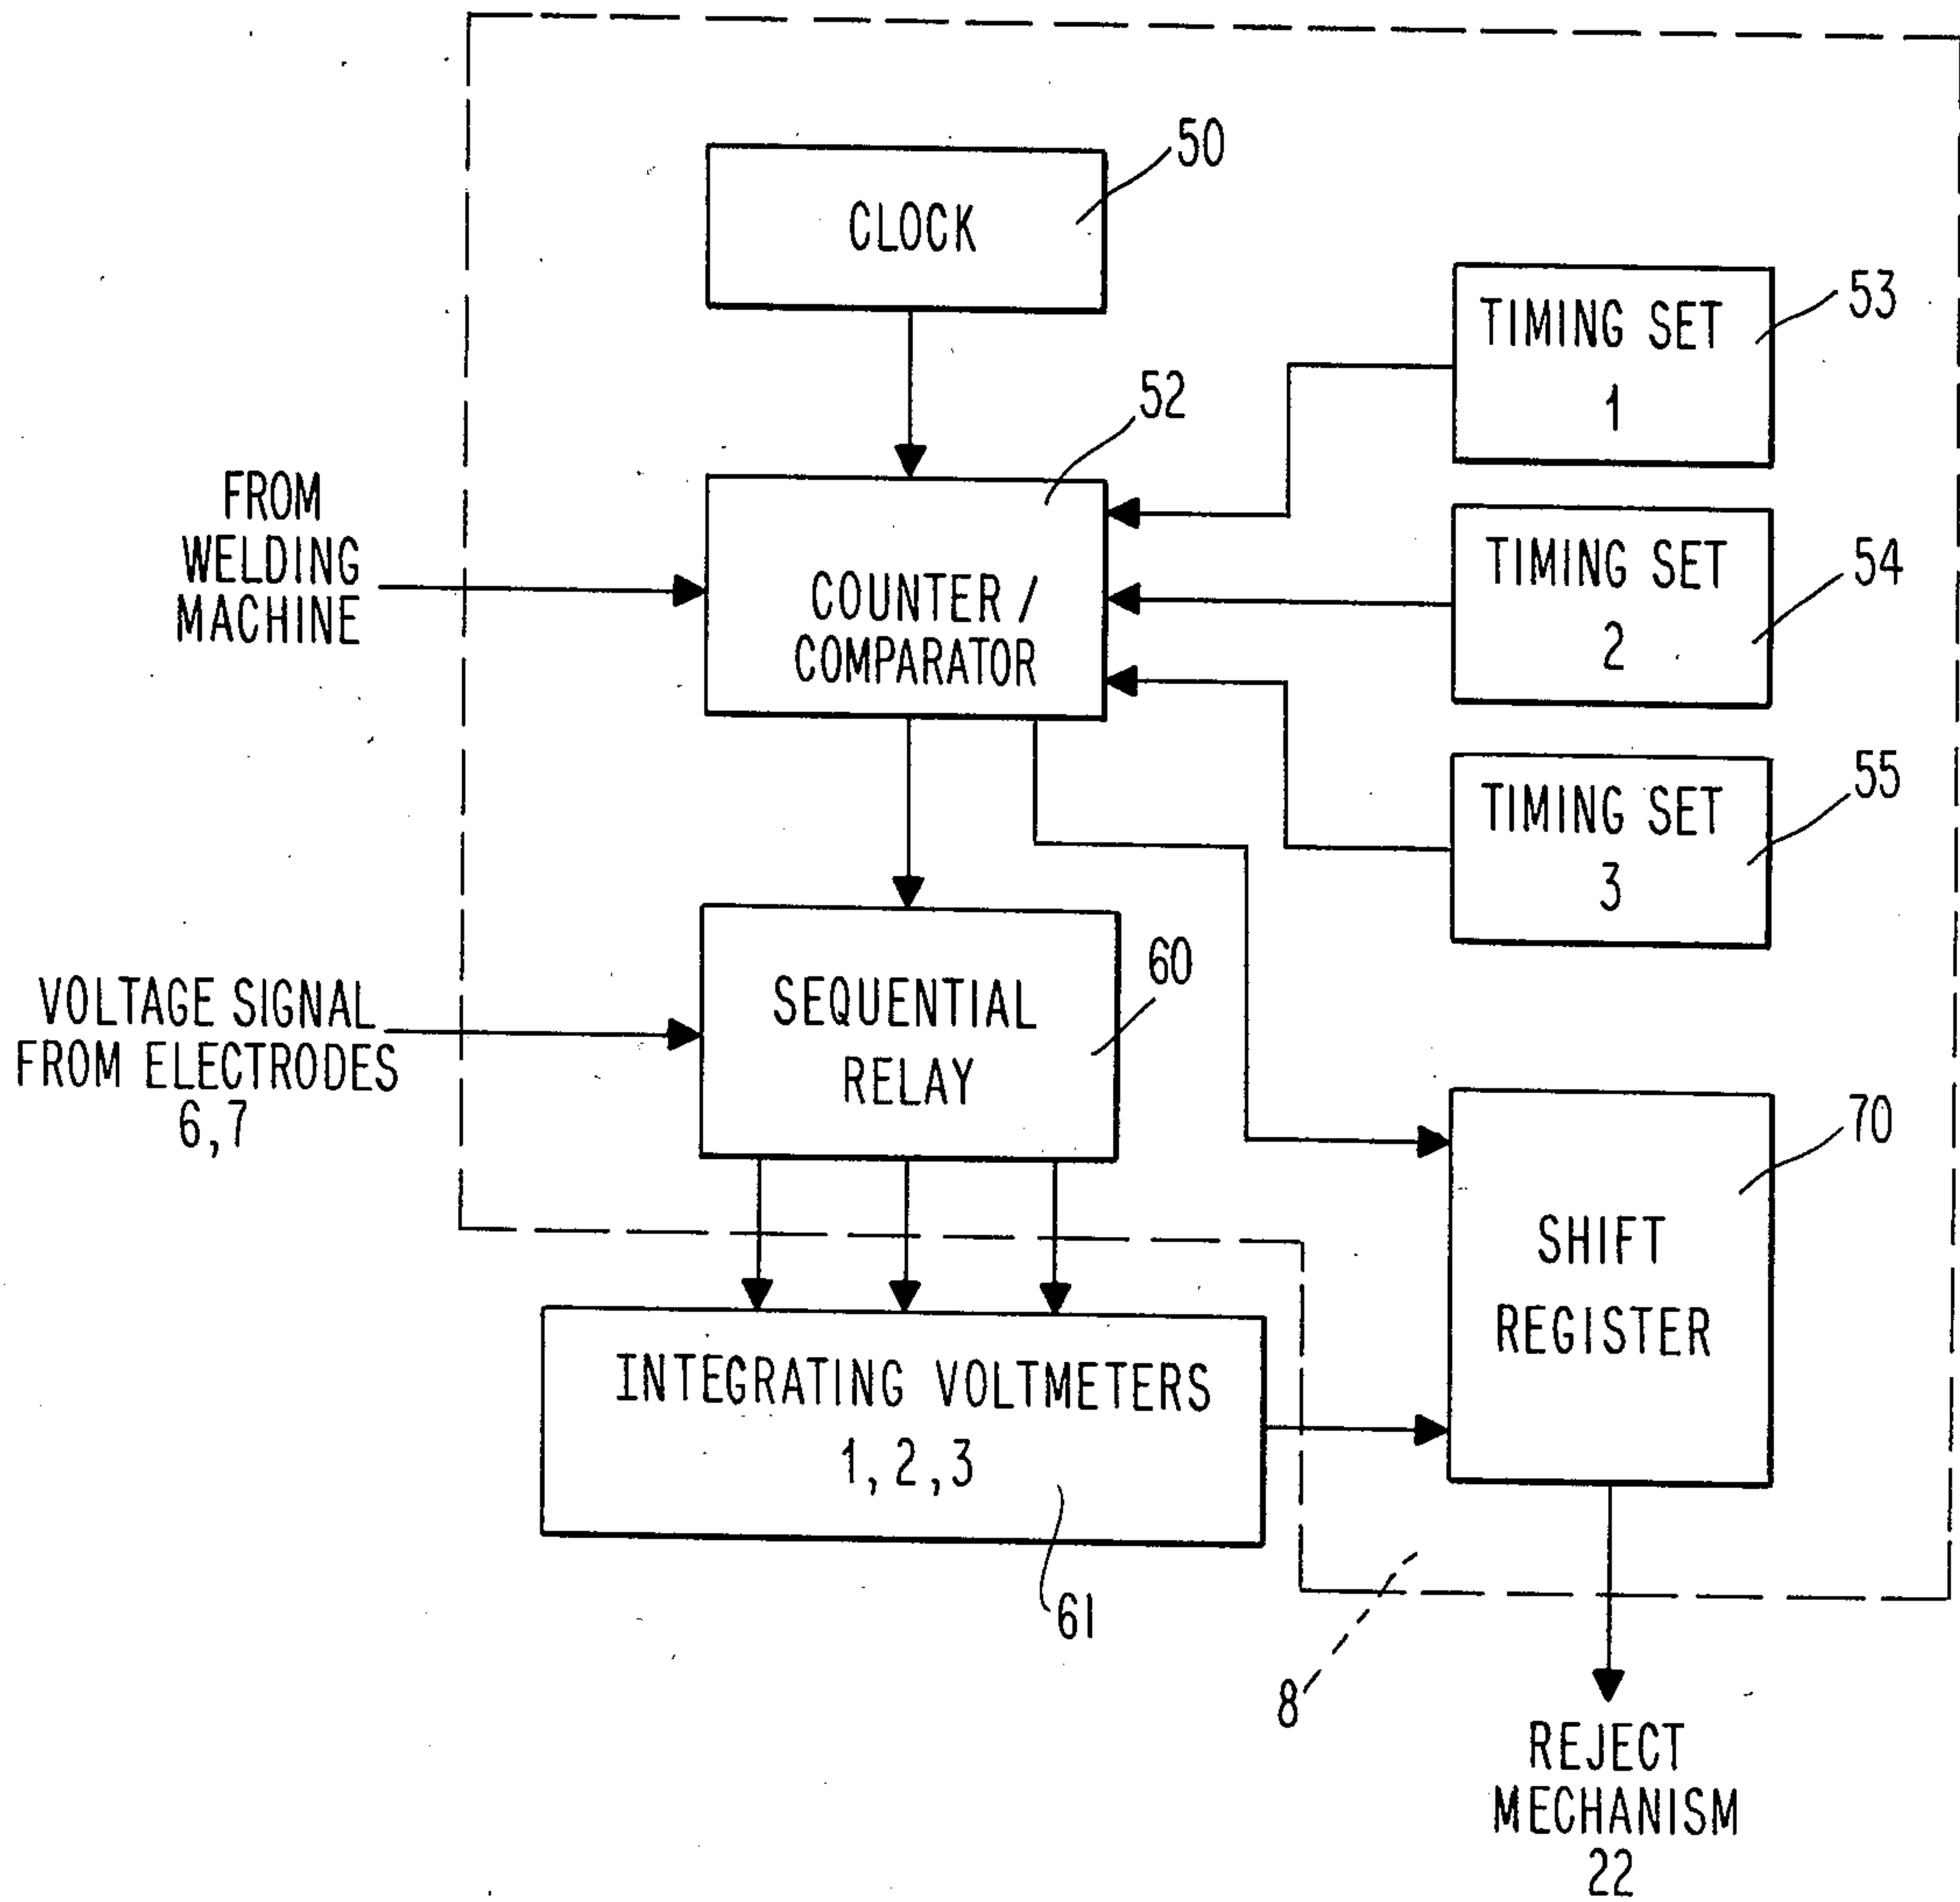 50
CLOCK
53
TIMING SET
1
52
FROM
WELDING
MACHINE
COUNTER /
COMPARATOR
54
TIMING SET
2
55
TIMING SET
3
60
VOLTAGE SIGNAL
FROM ELECTRODES
6,7
SEQUENTIAL
RELAY
70
SHIFT
REGISTER
INTEGRATING VOLTMETERS
1, 2, 3
61
8
REJECT
MECHANISM
22